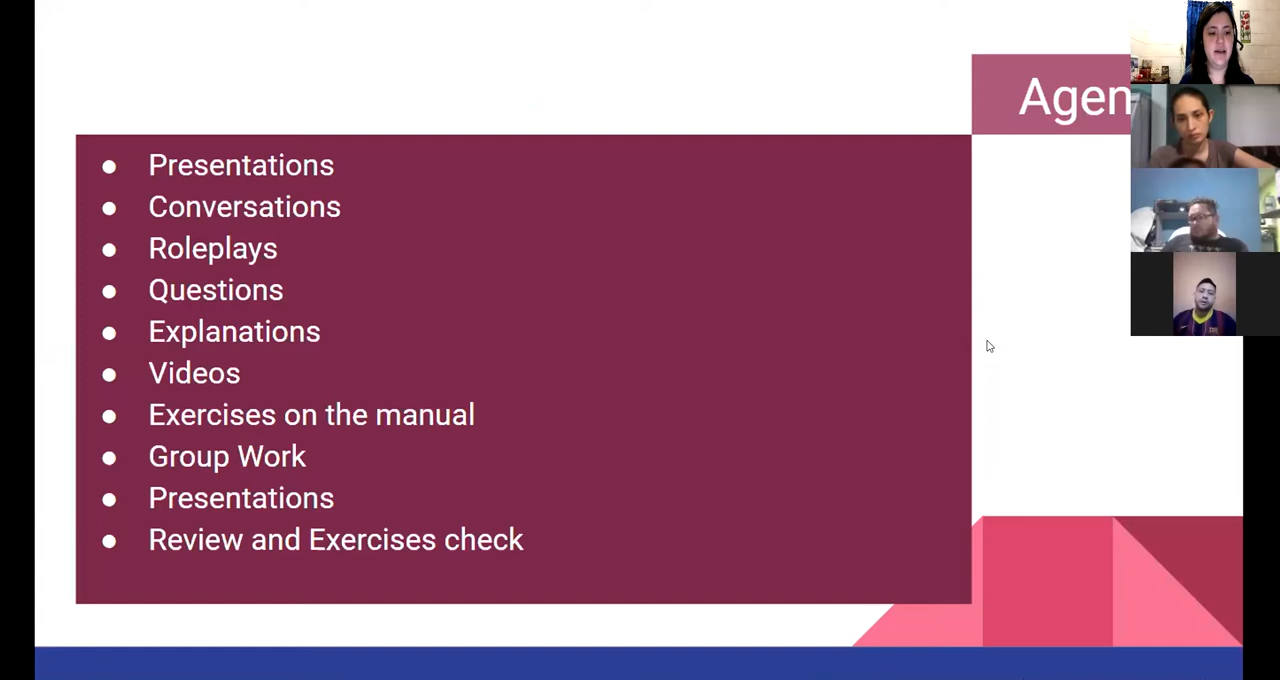 Agen
Presentations
Conversations
Roleplays
Questions
Explanations
Videos
Exercises on the manual
Group Work
Presentations
Review and Exercises check